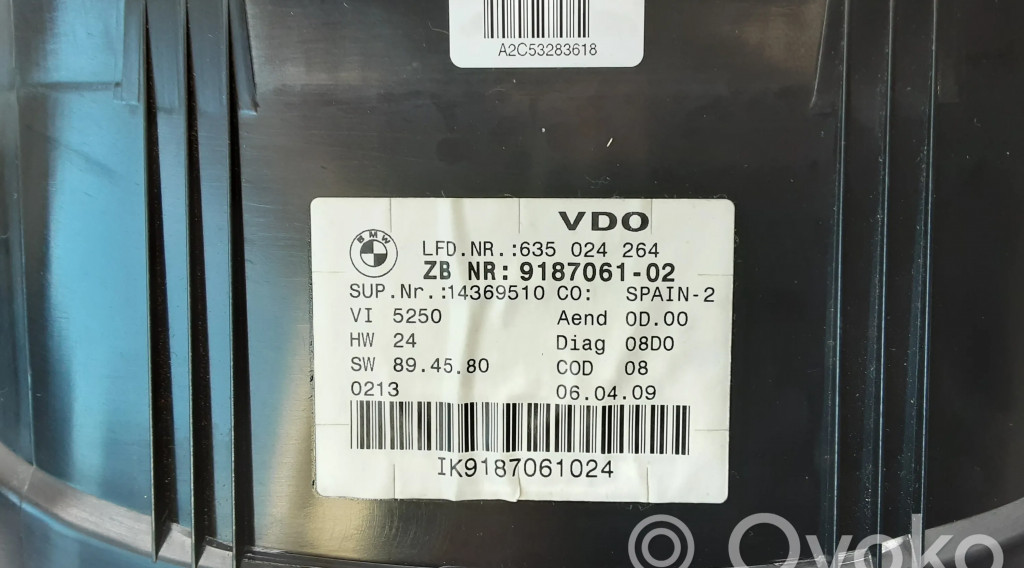 A2C53283618
VDO
BMW
LFD.NR.:635 024 264
ZB NR: 9187061-02
SUP.Nr.:14369510 CO: SPAIN-2
VI 5250 Aend 0D.00
HW 24 Diag 08D0
SW 89.45.80 COD 08
0213 06.04.09
IK9187061024
Ovoko